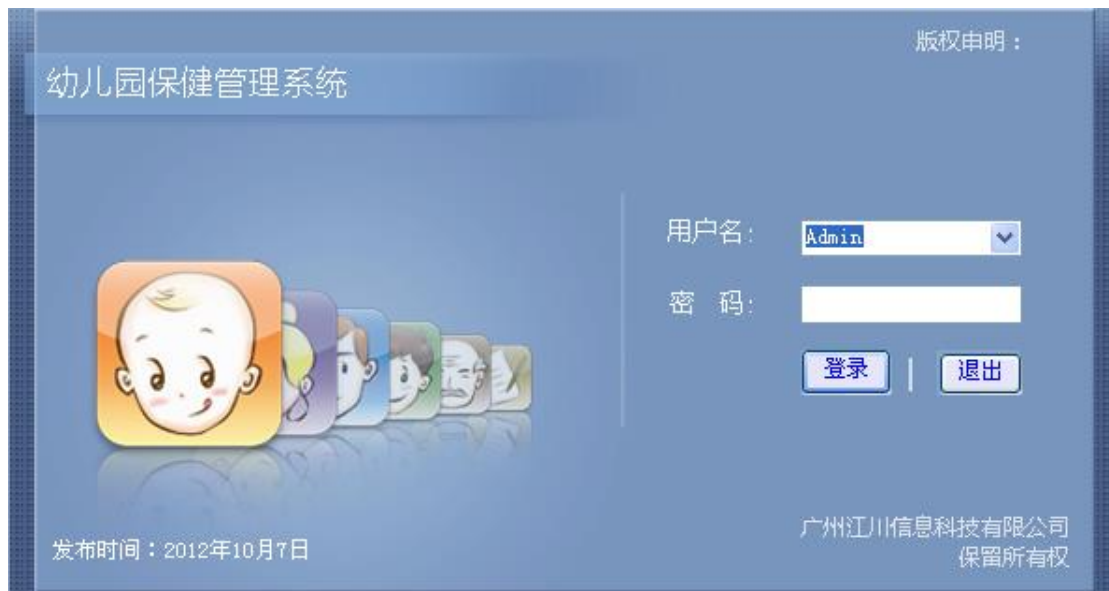 版权申明：
幼儿园保健管理系统
用户名：
Admin
密 码：
登录 | 退出
广州江川信息科技有限公司
发布时间：2012年10月7日
保留所有权